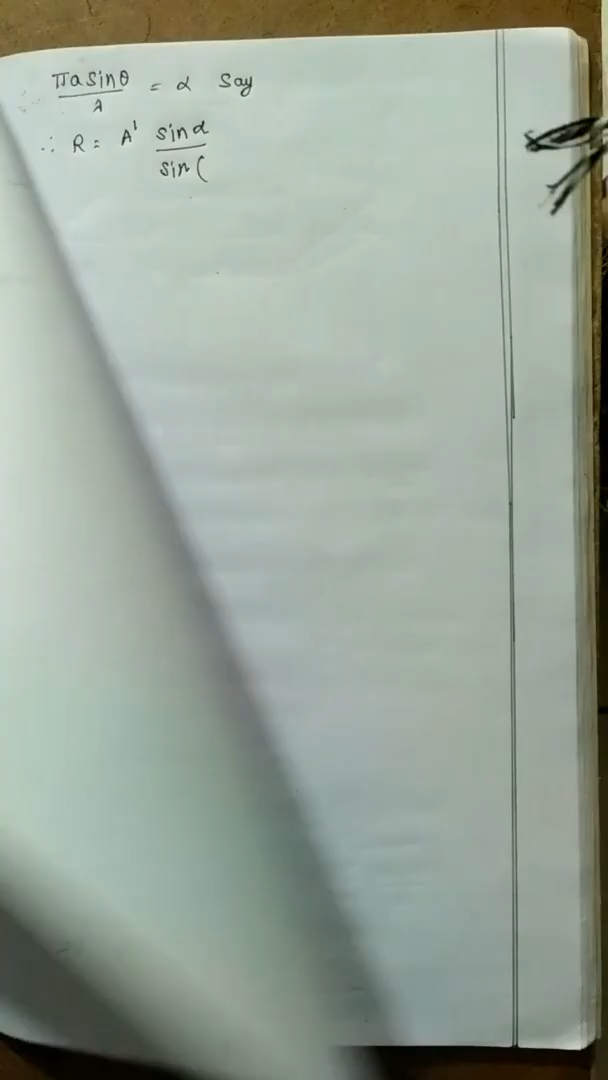 πa sinθ / λ = α Say
∴ R = A' sinα / sin(